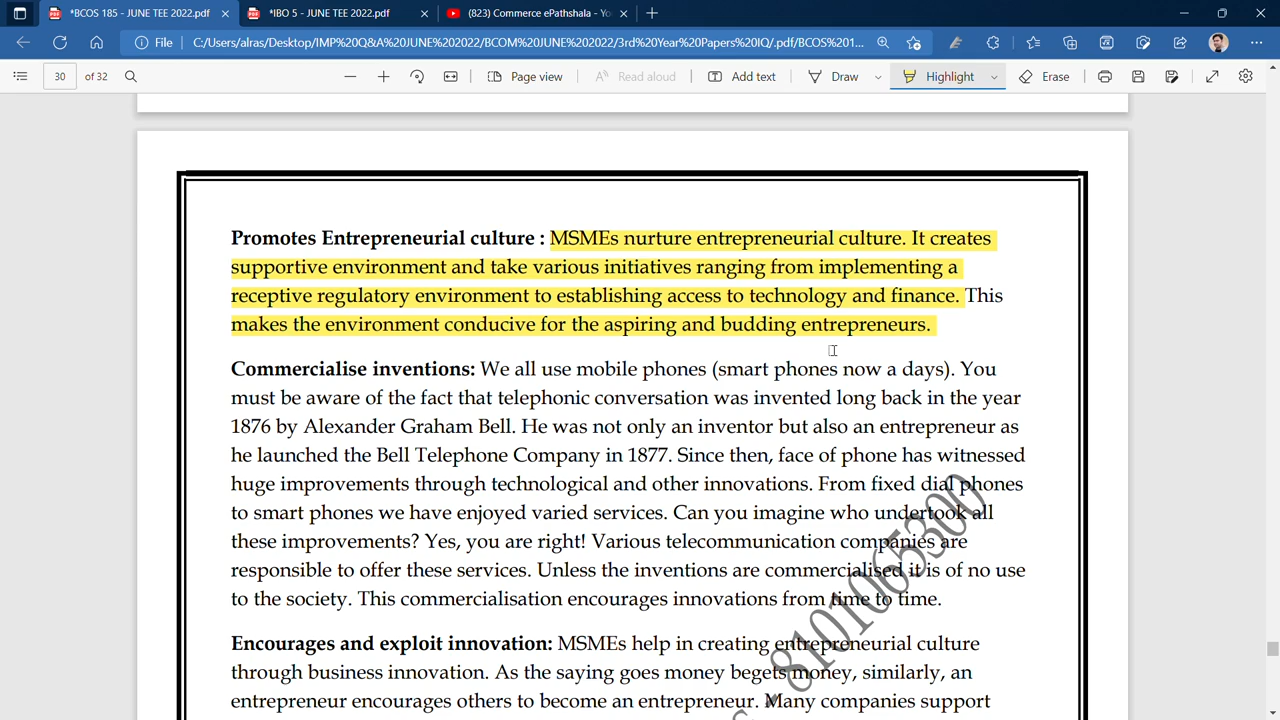 *BCOS 185 - JUNE TEE 2022.pdf
*IBO 5 - JUNE TEE 2022.pdf
(823) Commerce ePathshala - Yo
File
C:/Users/alras/Desktop/IMP%20Q&A%20JUNE%202022/BCOM%20JUNE%202022/3rd%20Year%20Papers%20IQ/.pdf/BCOS%201...
30 of 32
Page view
Read aloud
Add text
Draw
Highlight
Erase
Promotes Entrepreneurial culture : MSMEs nurture entrepreneurial culture. It creates
supportive environment and take various initiatives ranging from implementing a
receptive regulatory environment to establishing access to technology and finance. This
makes the environment conducive for the aspiring and budding entrepreneurs.
Commercialise inventions: We all use mobile phones (smart phones now a days). You
must be aware of the fact that telephonic conversation was invented long back in the year
1876 by Alexander Graham Bell. He was not only an inventor but also an entrepreneur as
he launched the Bell Telephone Company in 1877. Since then, face of phone has witnessed
huge improvements through technological and other innovations. From fixed dial phones
to smart phones we have enjoyed varied services. Can you imagine who undertook all
these improvements? Yes, you are right! Various telecommunication companies are
responsible to offer these services. Unless the inventions are commercialised it is of no use
to the society. This commercialisation encourages innovations from time to time.
Encourages and exploit innovation: MSMEs help in creating entrepreneurial culture
through business innovation. As the saying goes money begets money, similarly, an
entrepreneur encourages others to become an entrepreneur. Many companies support
8101065300